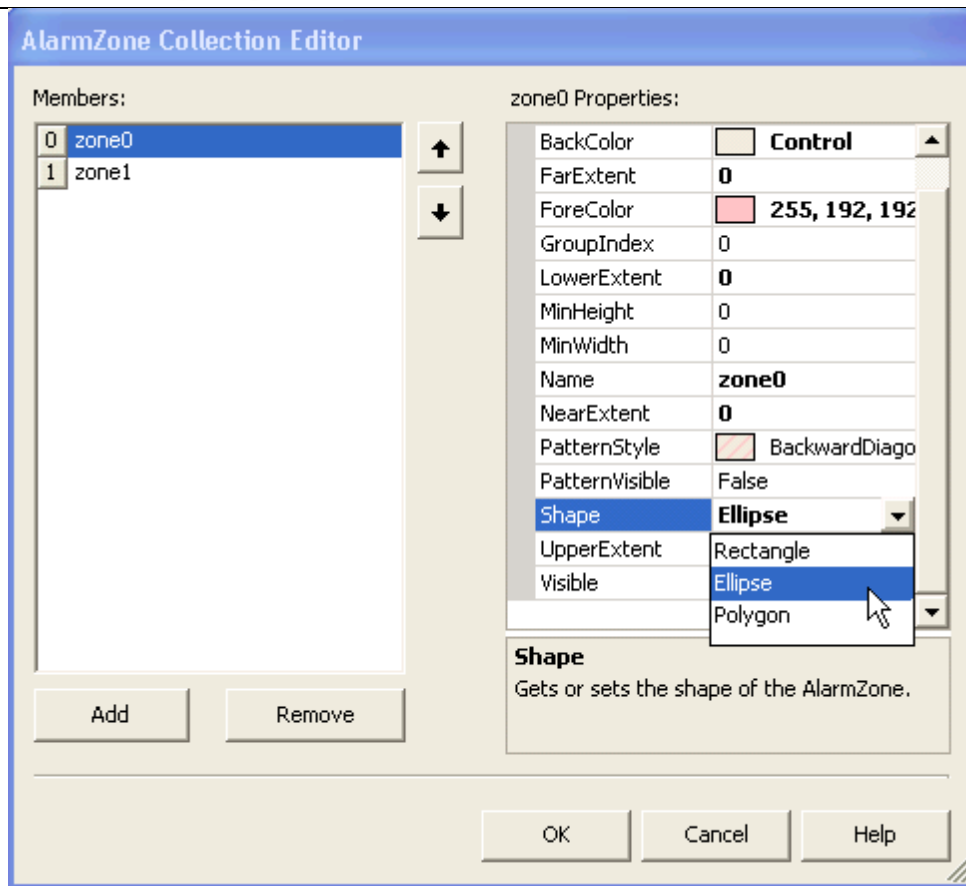 AlarmZone Collection Editor
Members:
0 zone0
1 zone1
Add
Remove
zone0 Properties:
BackColor Control
FarExtent 0
ForeColor 255, 192, 192
GroupIndex 0
LowerExtent 0
MinHeight 0
MinWidth 0
Name zone0
NearExtent 0
PatternStyle BackwardDiago
PatternVisible False
Shape Ellipse
UpperExtent
Visible
Rectangle
Ellipse
Polygon
Shape
Gets or sets the shape of the AlarmZone.
OK
Cancel
Help